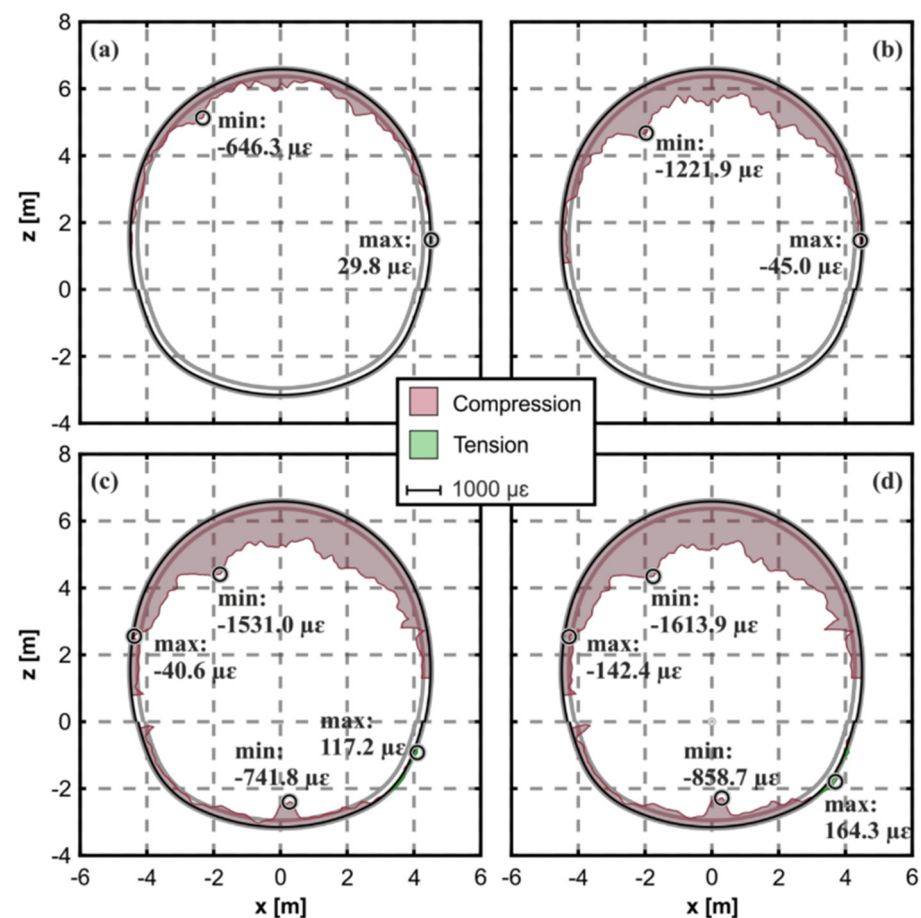 8
6
4
2
0
-2
-4
z [m]
(a)
min:
-646.3 µε
max:
29.8 µε
(b)
min:
-1221.9 µε
max:
-45.0 µε
Compression
Tension
1000 µε
8
6
4
2
0
-2
-4
z [m]
(c)
min:
-1531.0 µε
max:
-40.6 µε
max:
117.2 µε
min:
-741.8 µε
-6 -4 -2 0 2 4 6
x [m]
(d)
min:
-1613.9 µε
max:
-142.4 µε
min:
-858.7 µε
max:
164.3 µε
-6 -4 -2 0 2 4 6
x [m]